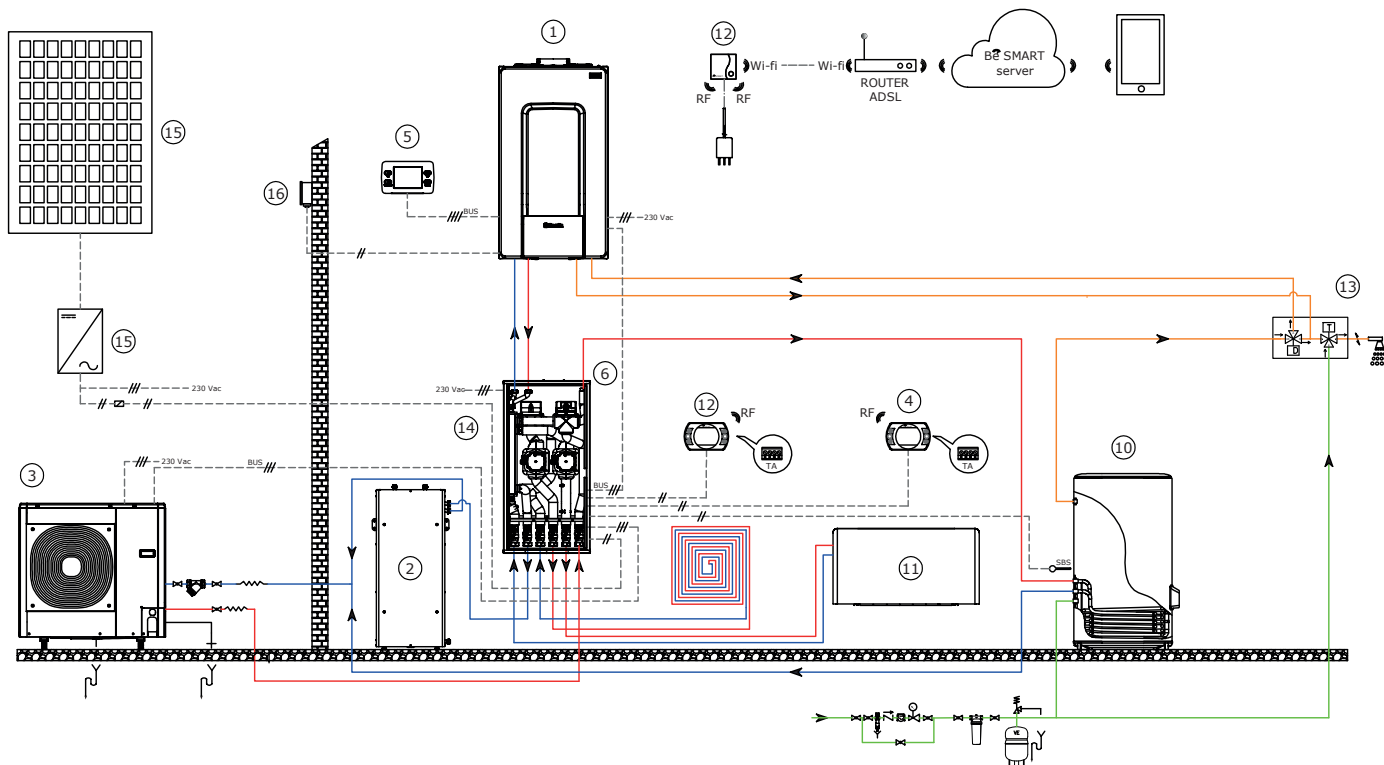 1
12
Wi-fi
Wi-fi
ROUTER
ADSL
Be SMART
server
RF
RF
15
5
16
BUS
230 Vac
13
T
D
15
230 Vac
230 Vac
6
14
12
RF
TA
4
RF
TA
10
3
230 Vac
BUS
BUS
2
11
SBS
VE